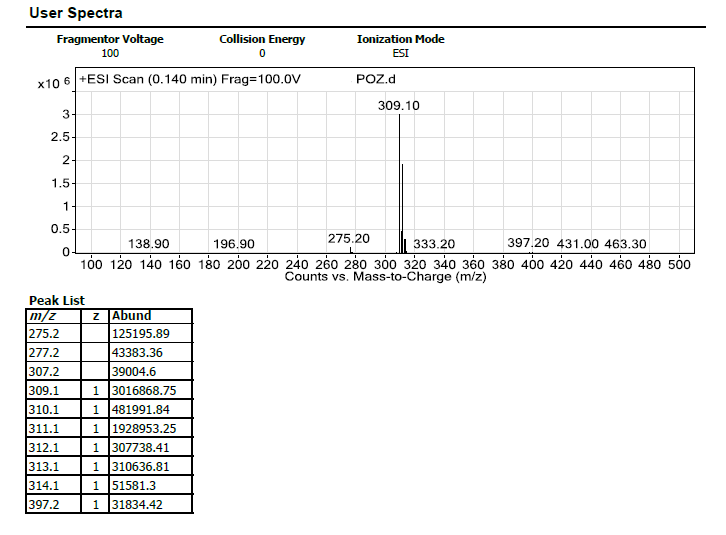 User Spectra
Fragmentor Voltage Collision Energy Ionization Mode
100 0 ESI
x10 6 +ESI Scan (0.140 min) Frag=100.0V POZ.d
309.10
3
2.5
2
1.5
1
0.5
0
138.90 196.90 275.20 333.20 397.20 431.00 463.30
100 120 140 160 180 200 220 240 260 280 300 320 340 360 380 400 420 440 460 480 500
Counts vs. Mass-to-Charge (m/z)
Peak List
m/z z Abund
275.2 125195.89
277.2 43383.36
307.2 39004.6
309.1 1 3016868.75
310.1 1 481991.84
311.1 1 1928953.25
312.1 1 307738.41
313.1 1 310636.81
314.1 1 51581.3
397.2 1 31834.42